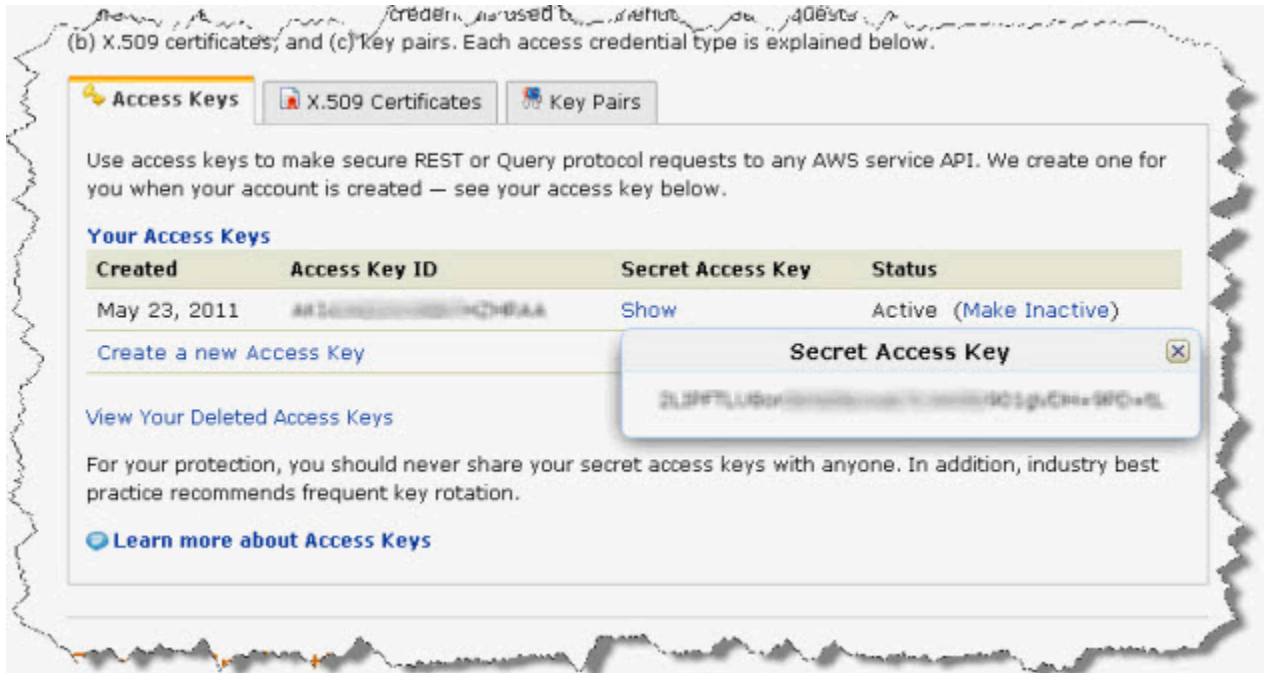 (b) X.509 certificates, and (c) key pairs. Each access credential type is explained below.
Access Keys X.509 Certificates Key Pairs
Use access keys to make secure REST or Query protocol requests to any AWS service API. We create one for
you when your account is created — see your access key below.
Your Access Keys
Created Access Key ID Secret Access Key Status
May 23, 2011 Show Active (Make Inactive)
Create a new Access Key
Secret Access Key
View Your Deleted Access Keys
For your protection, you should never share your secret access keys with anyone. In addition, industry best
practice recommends frequent key rotation.
Learn more about Access Keys